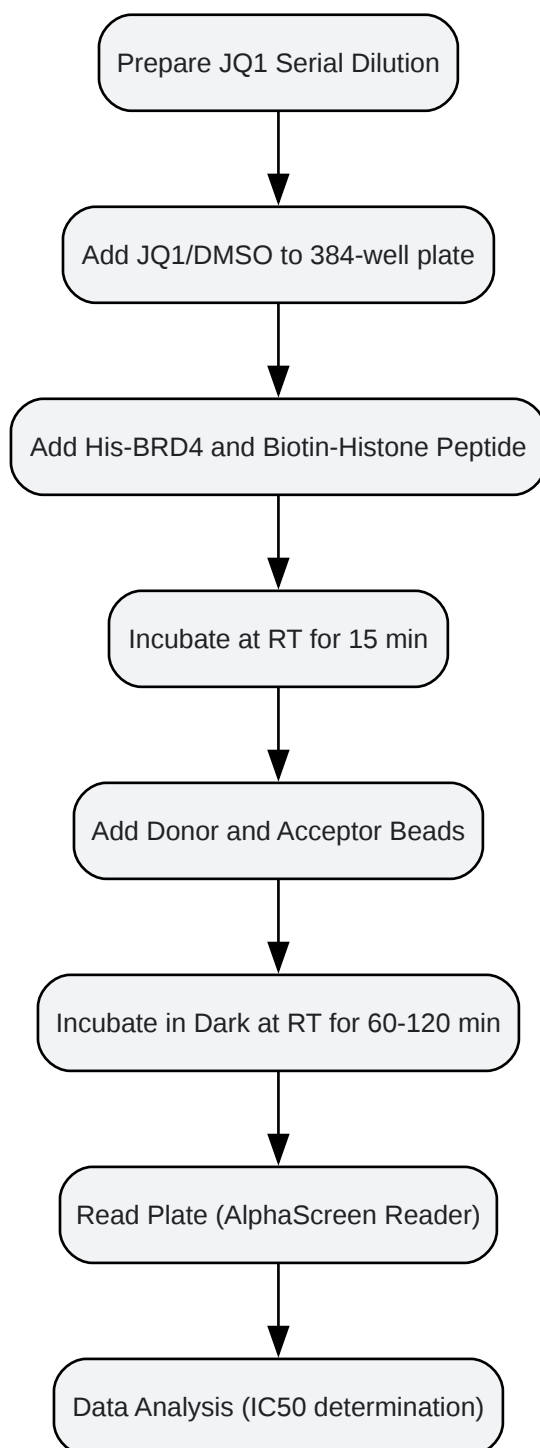 Prepare JQ1 Serial Dilution
Add JQ1/DMSO to 384-well plate
Add His-BRD4 and Biotin-Histone Peptide
Incubate at RT for 15 min
Add Donor and Acceptor Beads
Incubate in Dark at RT for 60-120 min
Read Plate (AlphaScreen Reader)
Data Analysis (IC50 determination)